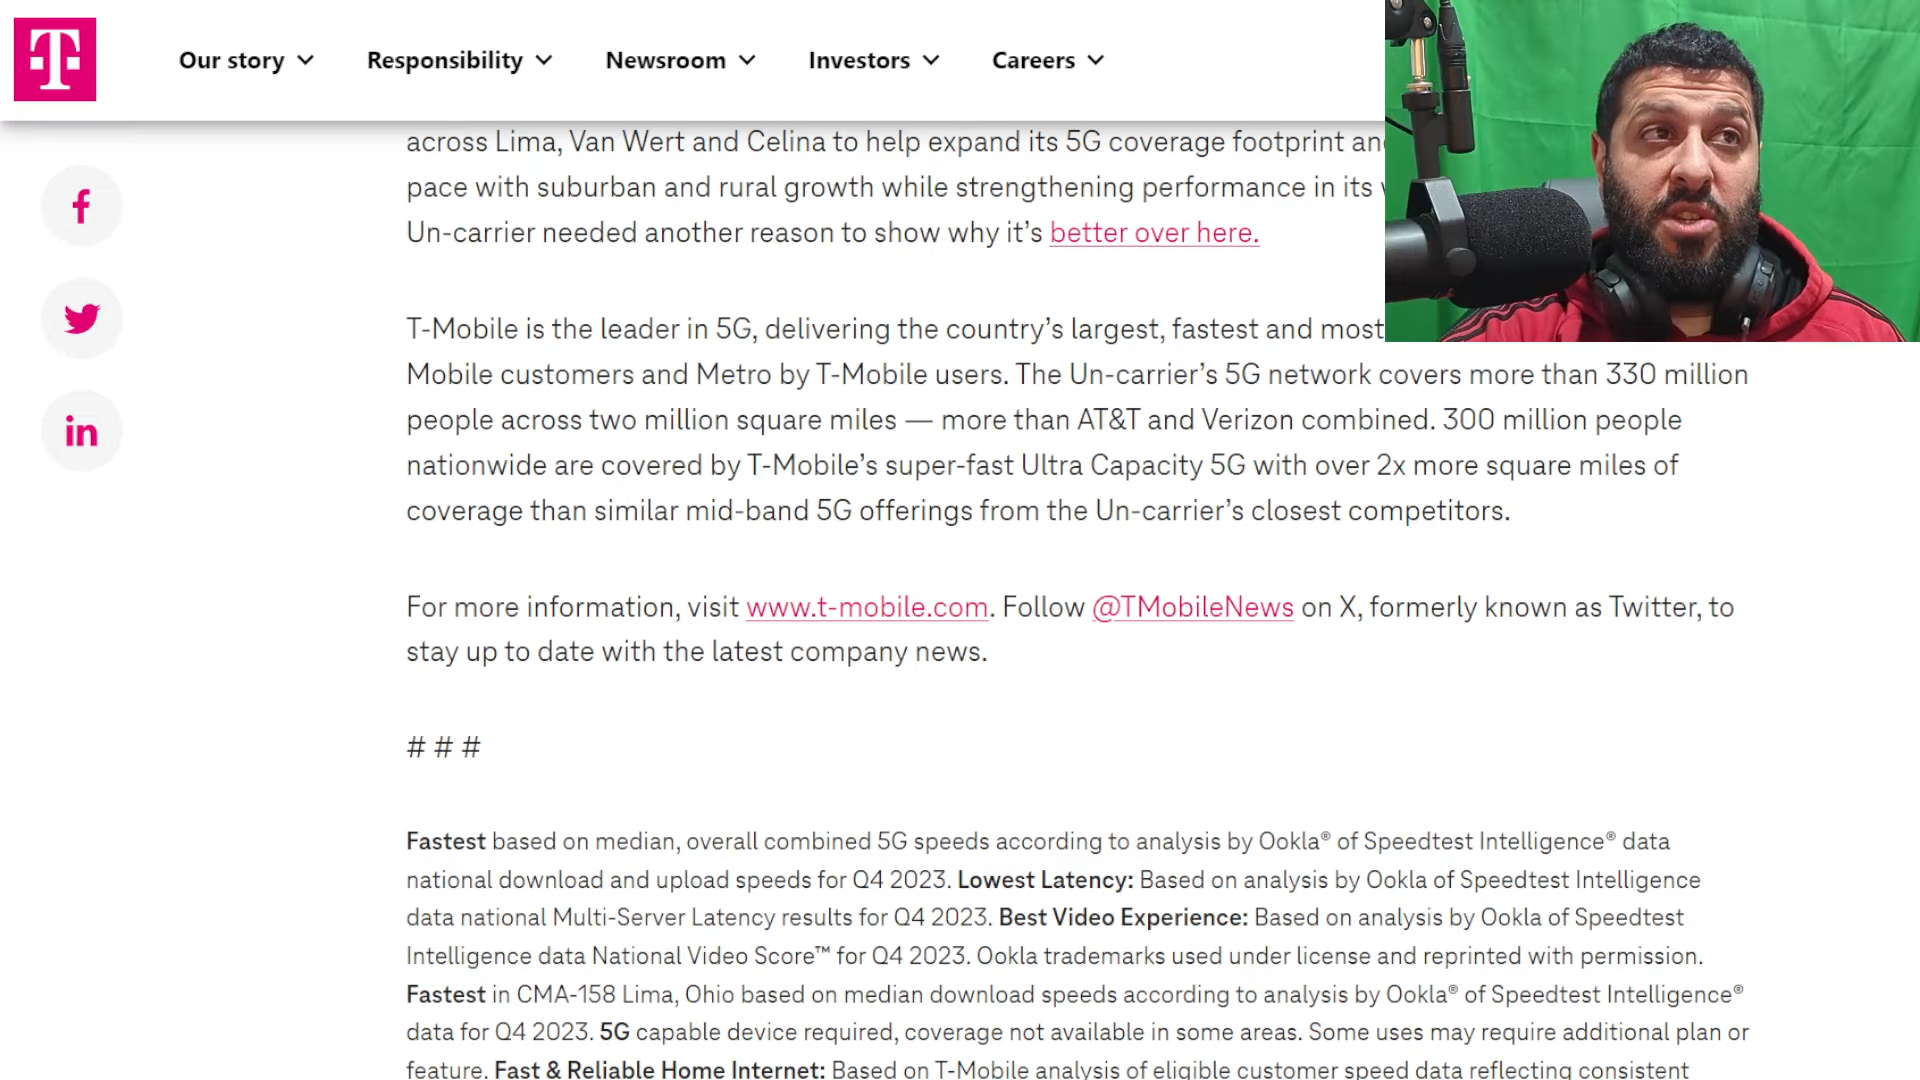 T
Our story
Responsibility
Newsroom
Investors
Careers
across Lima, Van Wert and Celina to help expand its 5G coverage footprint
pace with suburban and rural growth while strengthening performance in its
Un-carrier needed another reason to show why it’s better over here.
T-Mobile is the leader in 5G, delivering the country’s largest, fastest and most
Mobile customers and Metro by T-Mobile users. The Un-carrier’s 5G network covers more than 330 million
people across two million square miles — more than AT&T and Verizon combined. 300 million people
nationwide are covered by T-Mobile’s super-fast Ultra Capacity 5G with over 2x more square miles of
coverage than similar mid-band 5G offerings from the Un-carrier’s closest competitors.
For more information, visit www.t-mobile.com. Follow @TMobileNews on X, formerly known as Twitter, to
stay up to date with the latest company news.
# # #
Fastest based on median, overall combined 5G speeds according to analysis by Ookla® of Speedtest Intelligence® data
national download and upload speeds for Q4 2023. Lowest Latency: Based on analysis by Ookla of Speedtest Intelligence
data national Multi-Server Latency results for Q4 2023. Best Video Experience: Based on analysis by Ookla of Speedtest
Intelligence data National Video Score™ for Q4 2023. Ookla trademarks used under license and reprinted with permission.
Fastest in CMA-158 Lima, Ohio based on median download speeds according to analysis by Ookla® of Speedtest Intelligence®
data for Q4 2023. 5G capable device required, coverage not available in some areas. Some uses may require additional plan or
feature. Fast & Reliable Home Internet: Based on T-Mobile analysis of eligible customer speed data reflecting consistent